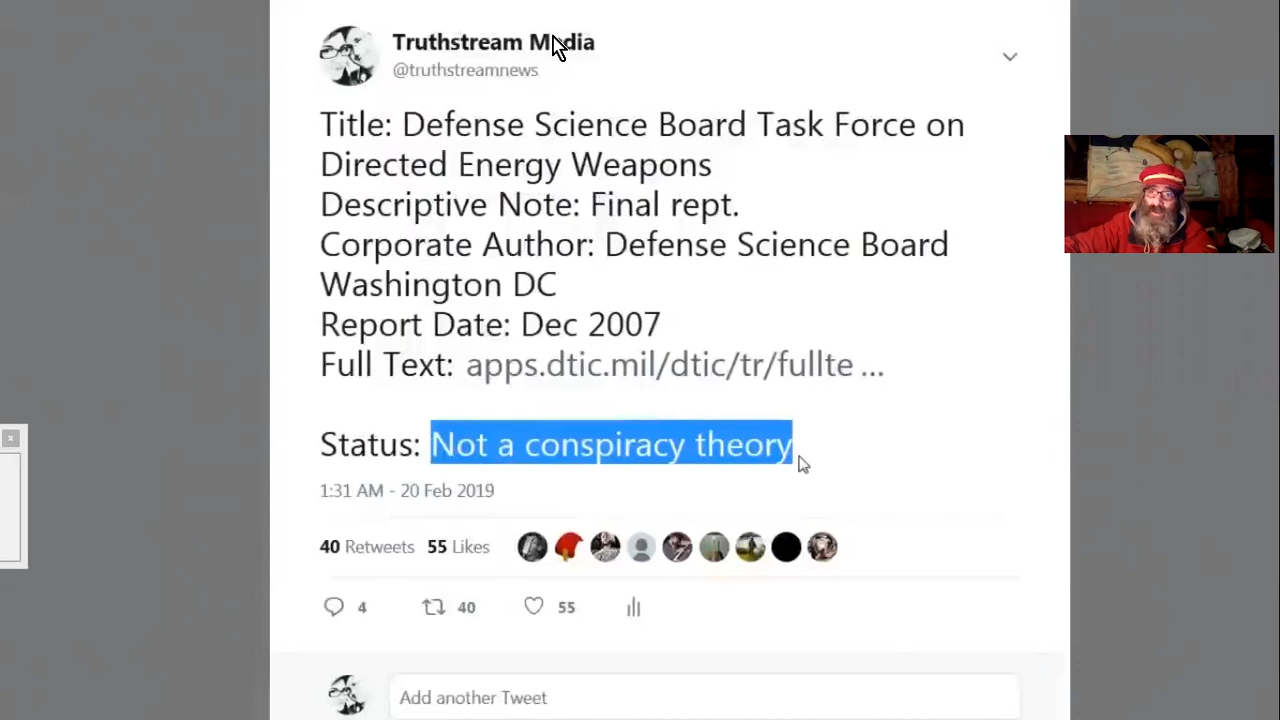 Truthstream Media
@truthstreamnews
Title: Defense Science Board Task Force on
Directed Energy Weapons
Descriptive Note: Final rept.
Corporate Author: Defense Science Board
Washington DC
Report Date: Dec 2007
Full Text: apps.dtic.mil/dtic/tr/fullte ...
Status: Not a conspiracy theory
1:31 AM - 20 Feb 2019
40 Retweets 55 Likes
4 40 55
Add another Tweet